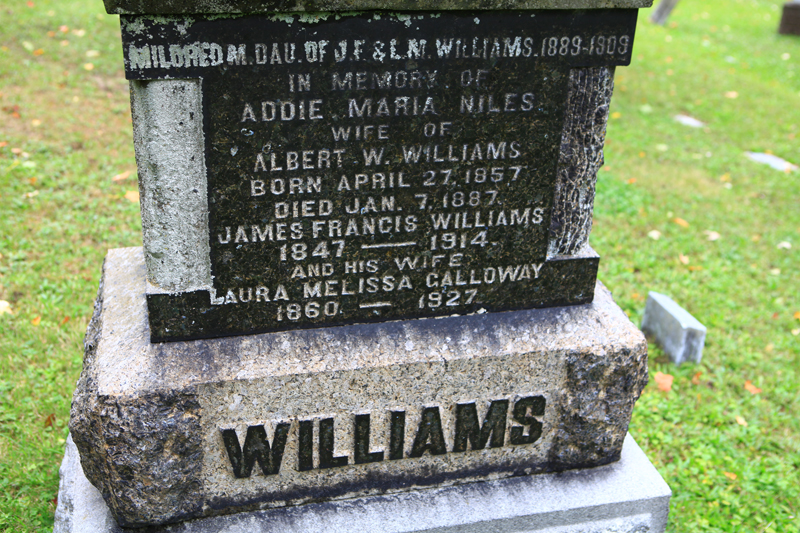 MILDRED M. DAU. OF J.F. & L.M. WILLIAMS. 1889-1909
IN MEMORY OF
ADDIE MARIA NILES
WIFE OF
ALBERT W. WILLIAMS
BORN APRIL 27, 1857
DIED JAN. 7, 1887.
JAMES FRANCIS WILLIAMS
1847 — 1914.
AND HIS WIFE
LAURA MELISSA GALLOWAY
1860. — 1927.
WILLIAMS